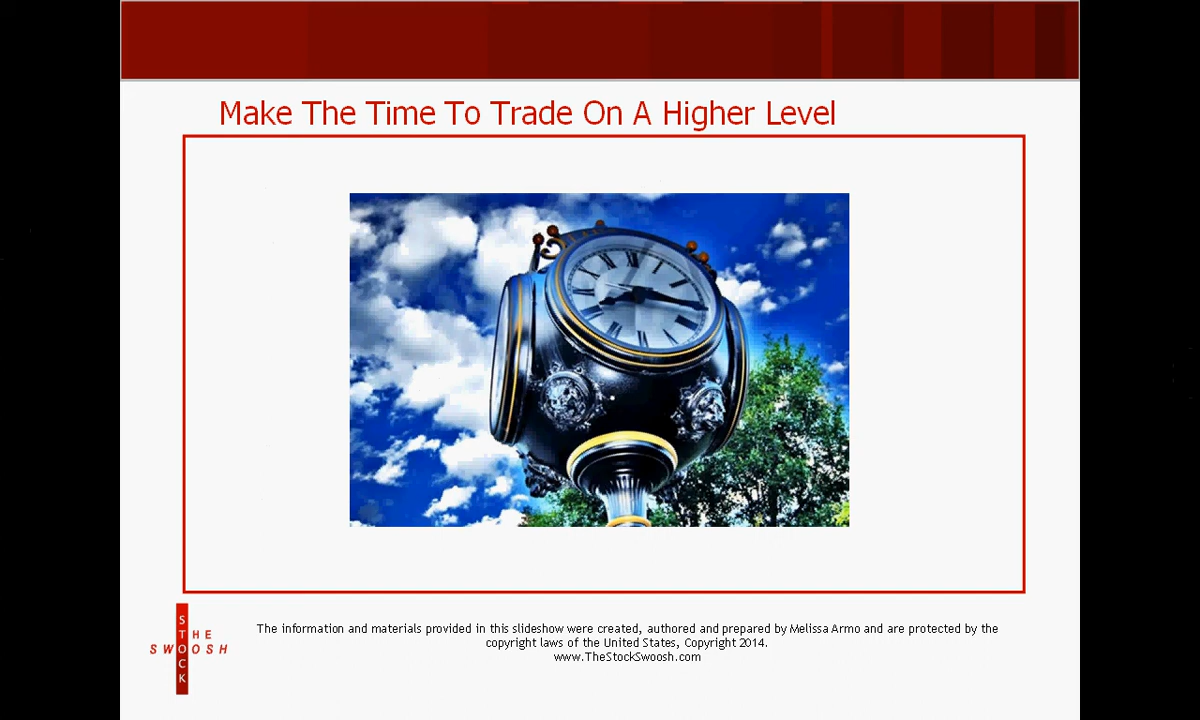 Make The Time To Trade On A Higher Level
THE
STOCK
SWOOSH
The information and materials provided in this slideshow were created, authored and prepared by Melissa Armo and are protected by the
copyright laws of the United States, Copyright 2014.
www.TheStockSwoosh.com